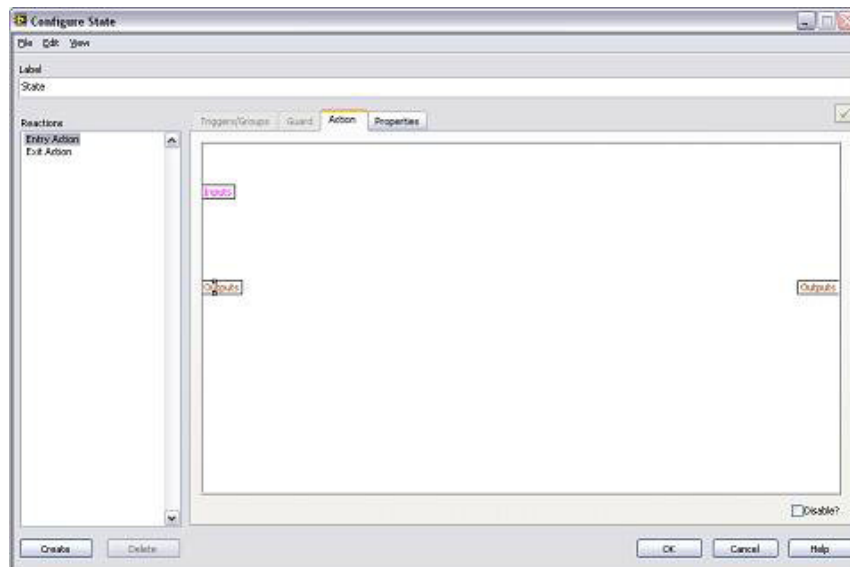 Configure State
File Edit View
Label
State
Reactions
Triggers/Groups Guard Action Properties
Entry Action
Exit Action
Inputs
Outputs Outputs
Disable?
Create Delete OK Cancel Help